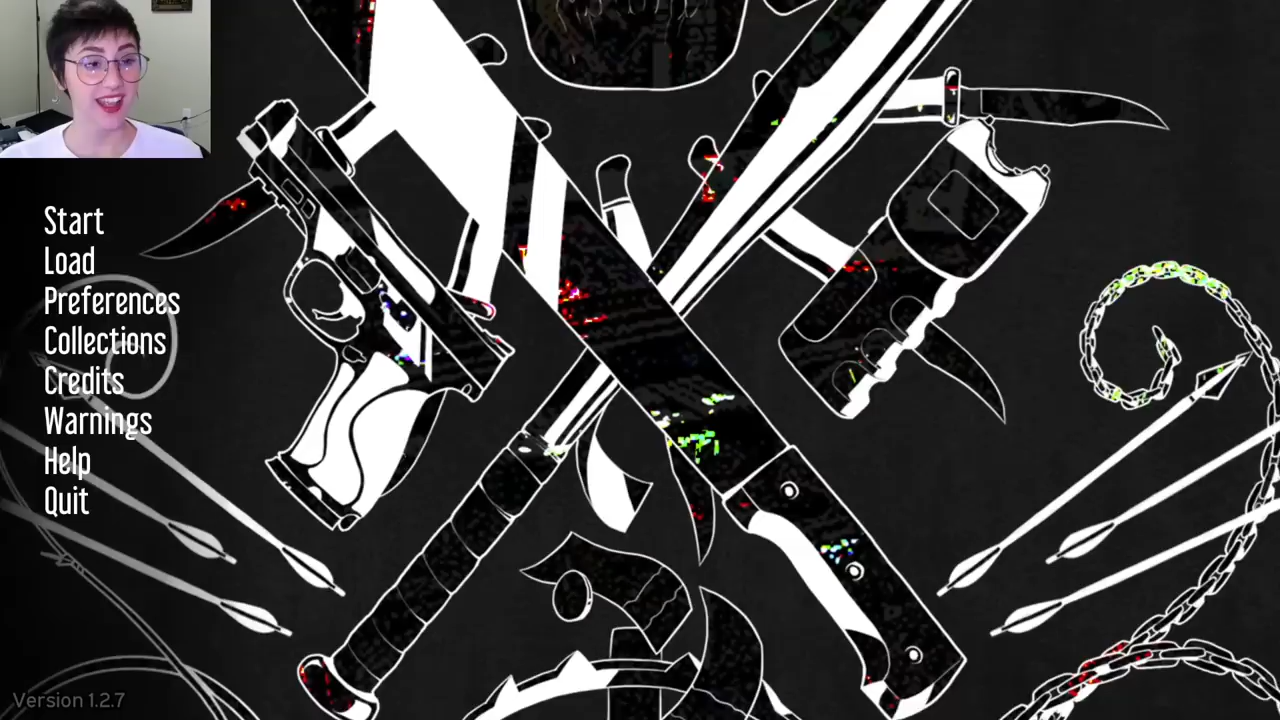 Start
Load
Preferences
Collections
Credits
Warnings
Help
Quit
Version 1.2.7